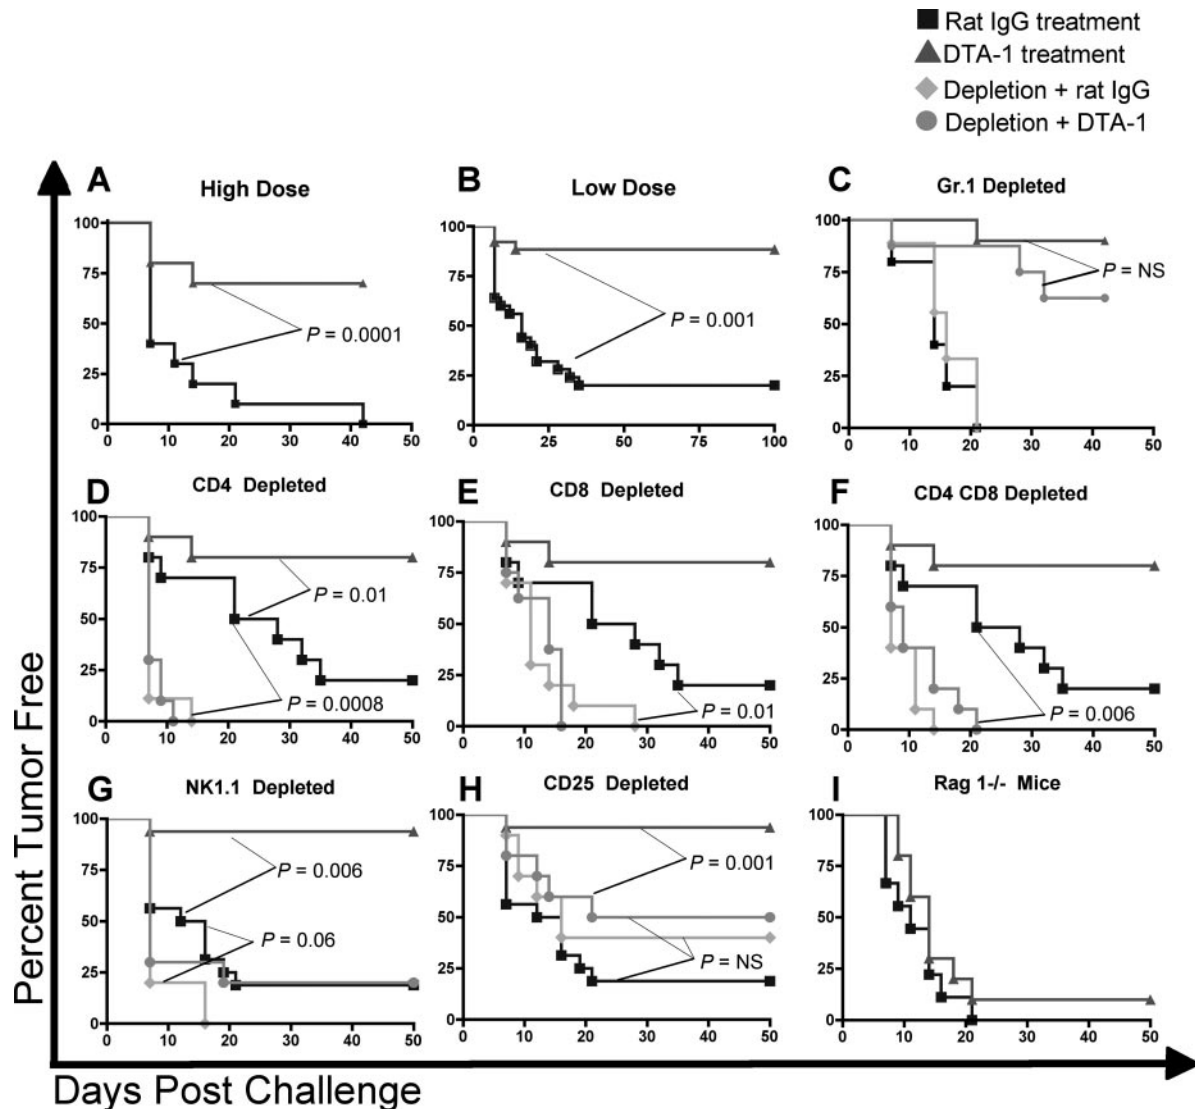 Rat IgG treatment
DTA-1 treatment
Depletion + rat IgG
Depletion + DTA-1
Percent Tumor Free
A
High Dose
100
75
50
25
0
0 10 20 30 40 50
P = 0.0001
B
Low Dose
100
75
50
25
0
0 25 50 75 100
P = 0.001
C
Gr.1 Depleted
100
75
50
25
0
0 10 20 30 40 50
P = NS
D
CD4 Depleted
100
75
50
25
0
0 10 20 30 40 50
P = 0.01
P = 0.0008
E
CD8 Depleted
100
75
50
25
0
0 10 20 30 40 50
P = 0.01
F
CD4 CD8 Depleted
100
75
50
25
0
0 10 20 30 40 50
P = 0.006
G
NK1.1 Depleted
100
75
50
25
0
0 10 20 30 40 50
P = 0.006
P = 0.06
H
CD25 Depleted
100
75
50
25
0
0 10 20 30 40 50
P = 0.001
P = NS
I
Rag 1-/- Mice
100
75
50
25
0
0 10 20 30 40 50
Days Post Challenge